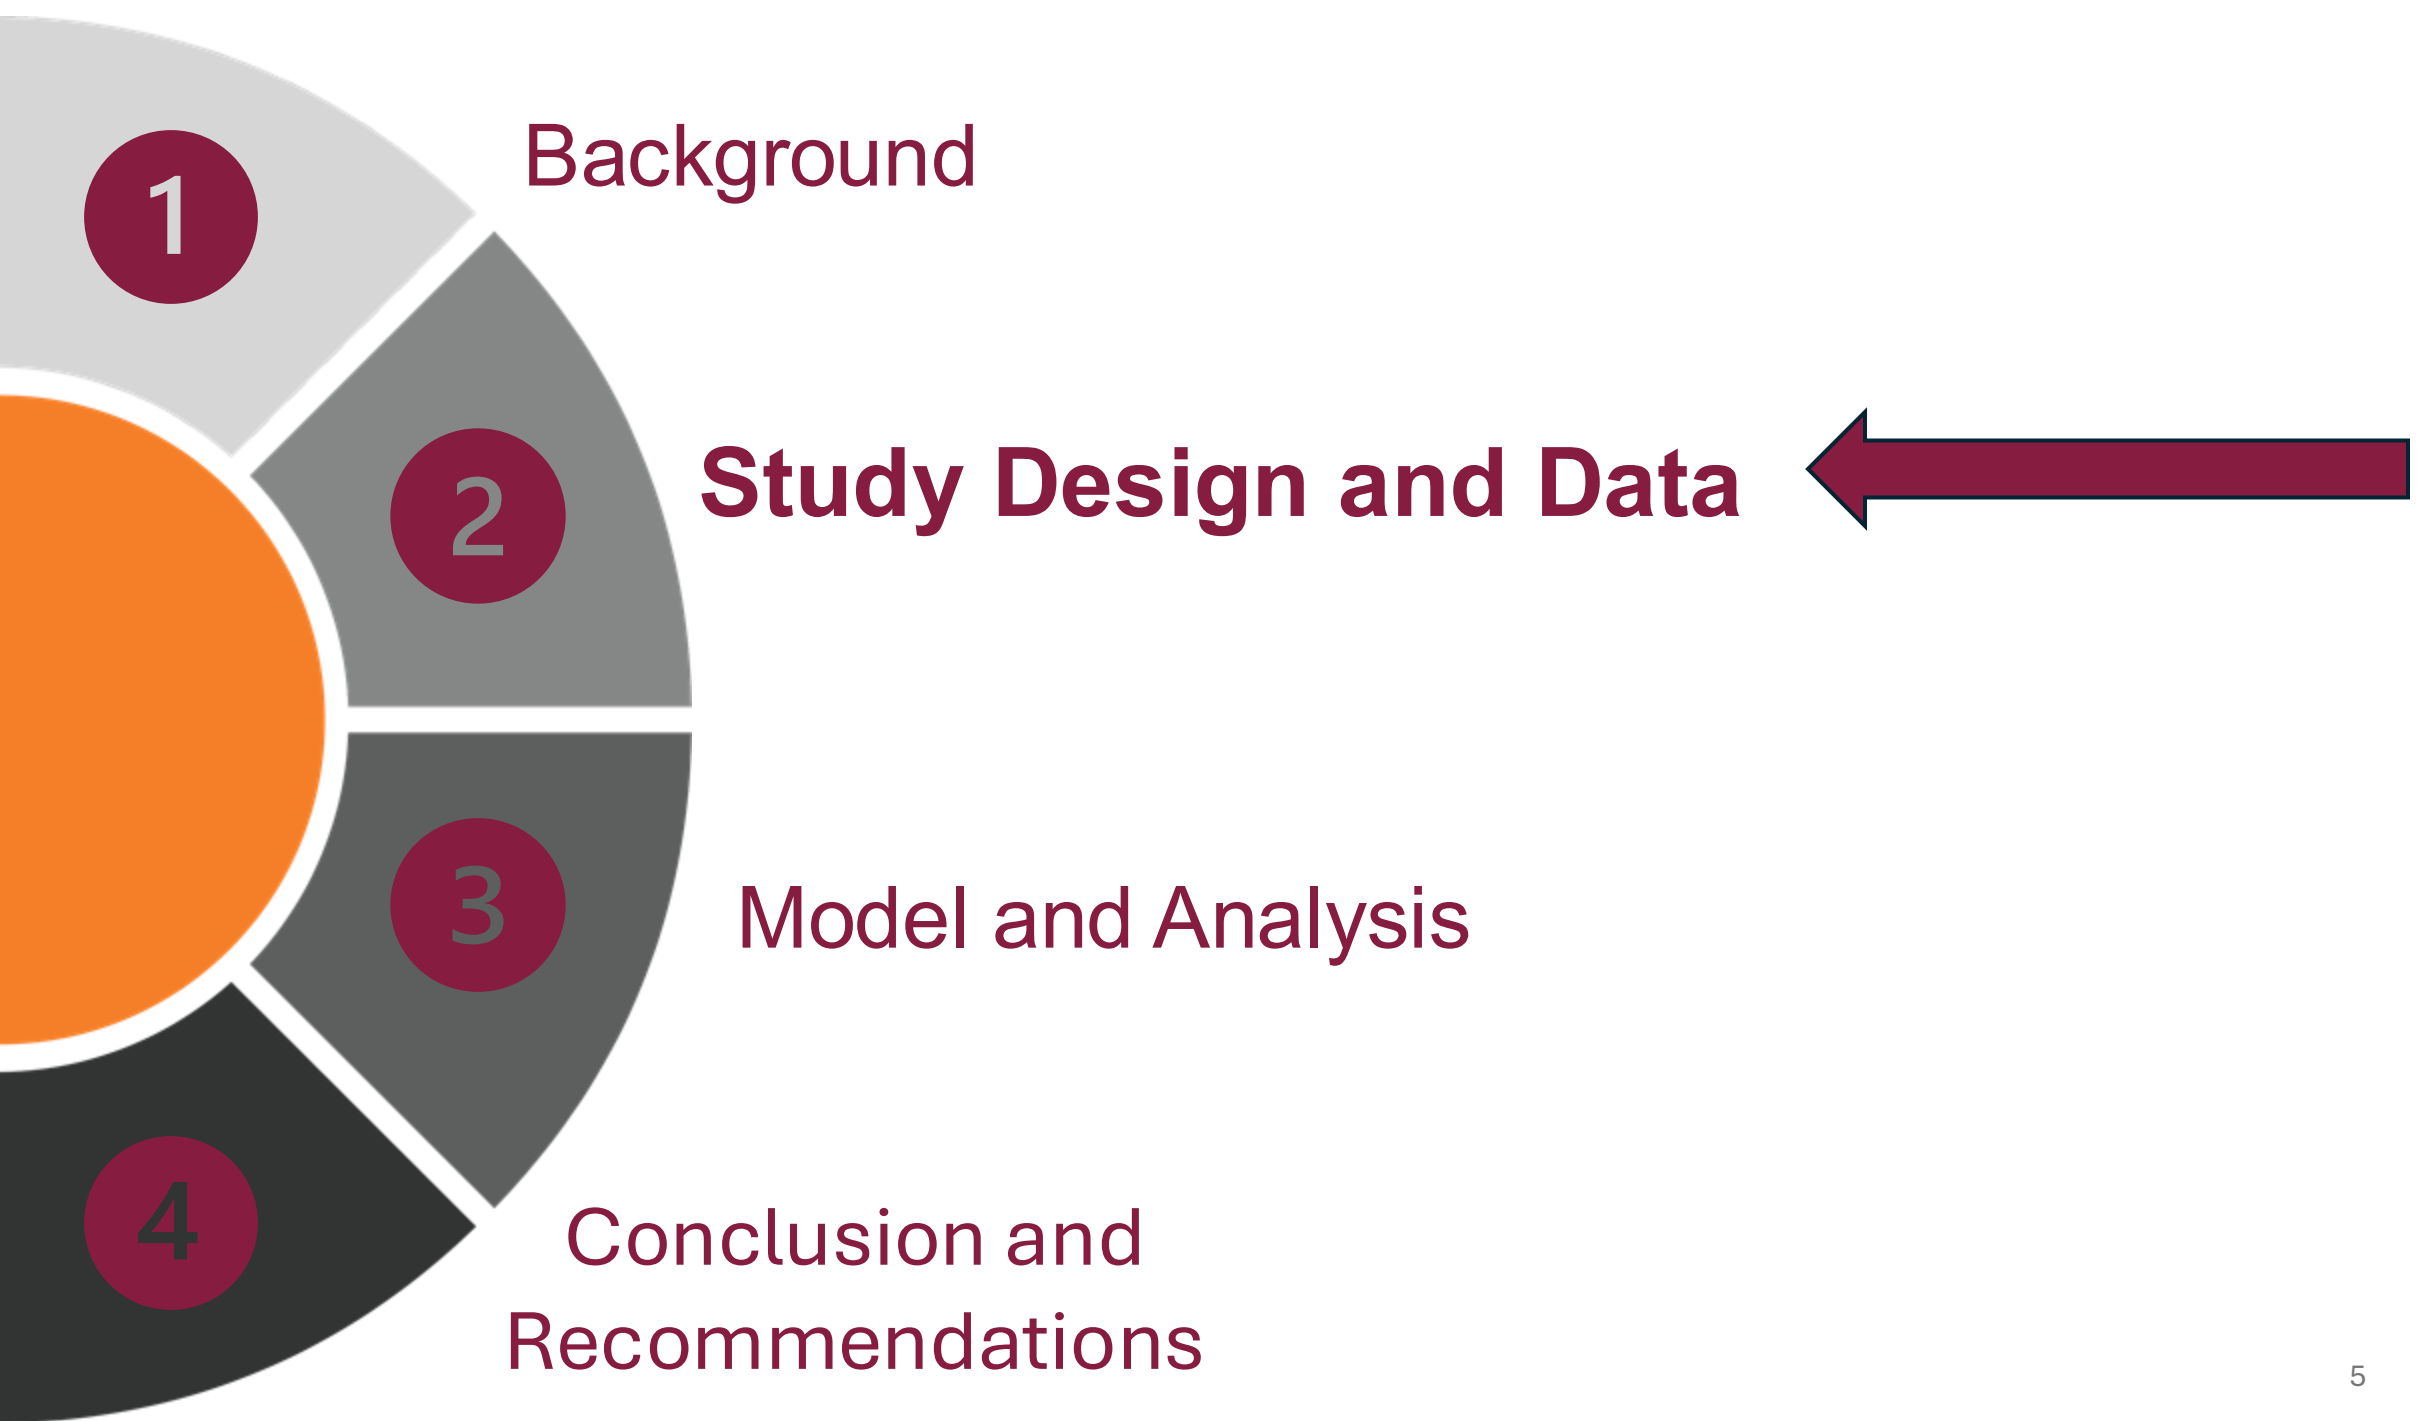 1
Background
2
Study Design and Data
3
Model and Analysis
4
Conclusion and
Recommendations
5